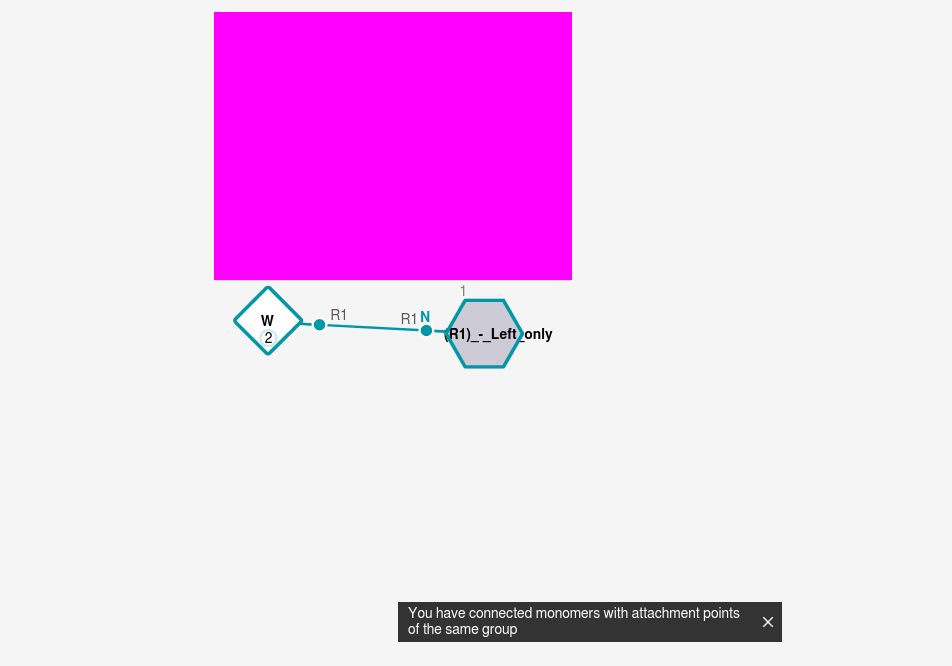 1
R1
R1 N
W
2
(R1)_-_Left_only
You have connected monomers with attachment points
of the same group